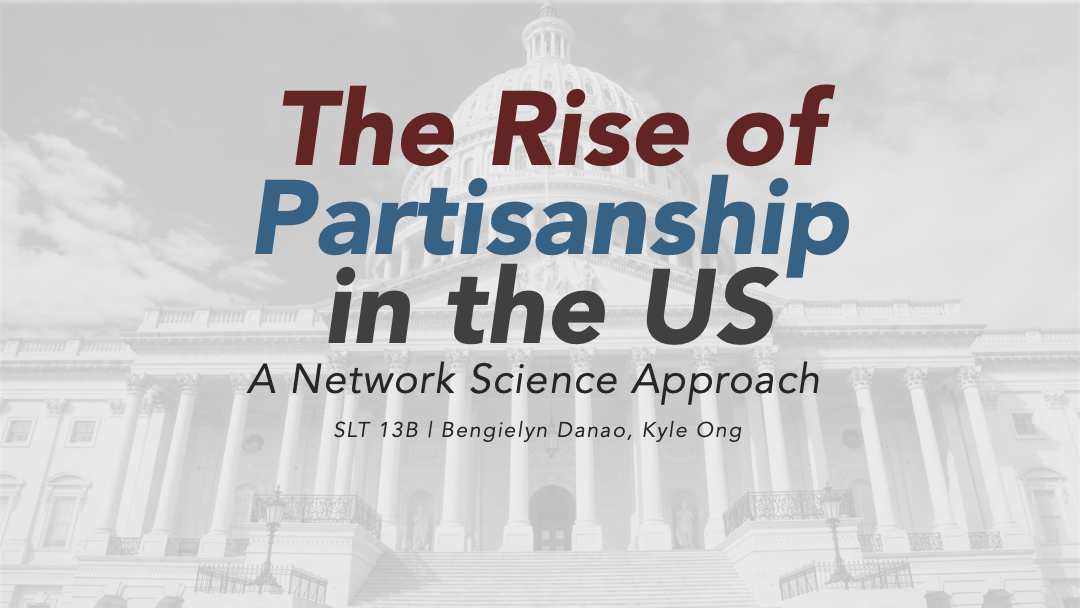 The Rise of
Partisanship
in the US
A Network Science Approach
SLT 13B | Bengielyn Danao, Kyle Ong